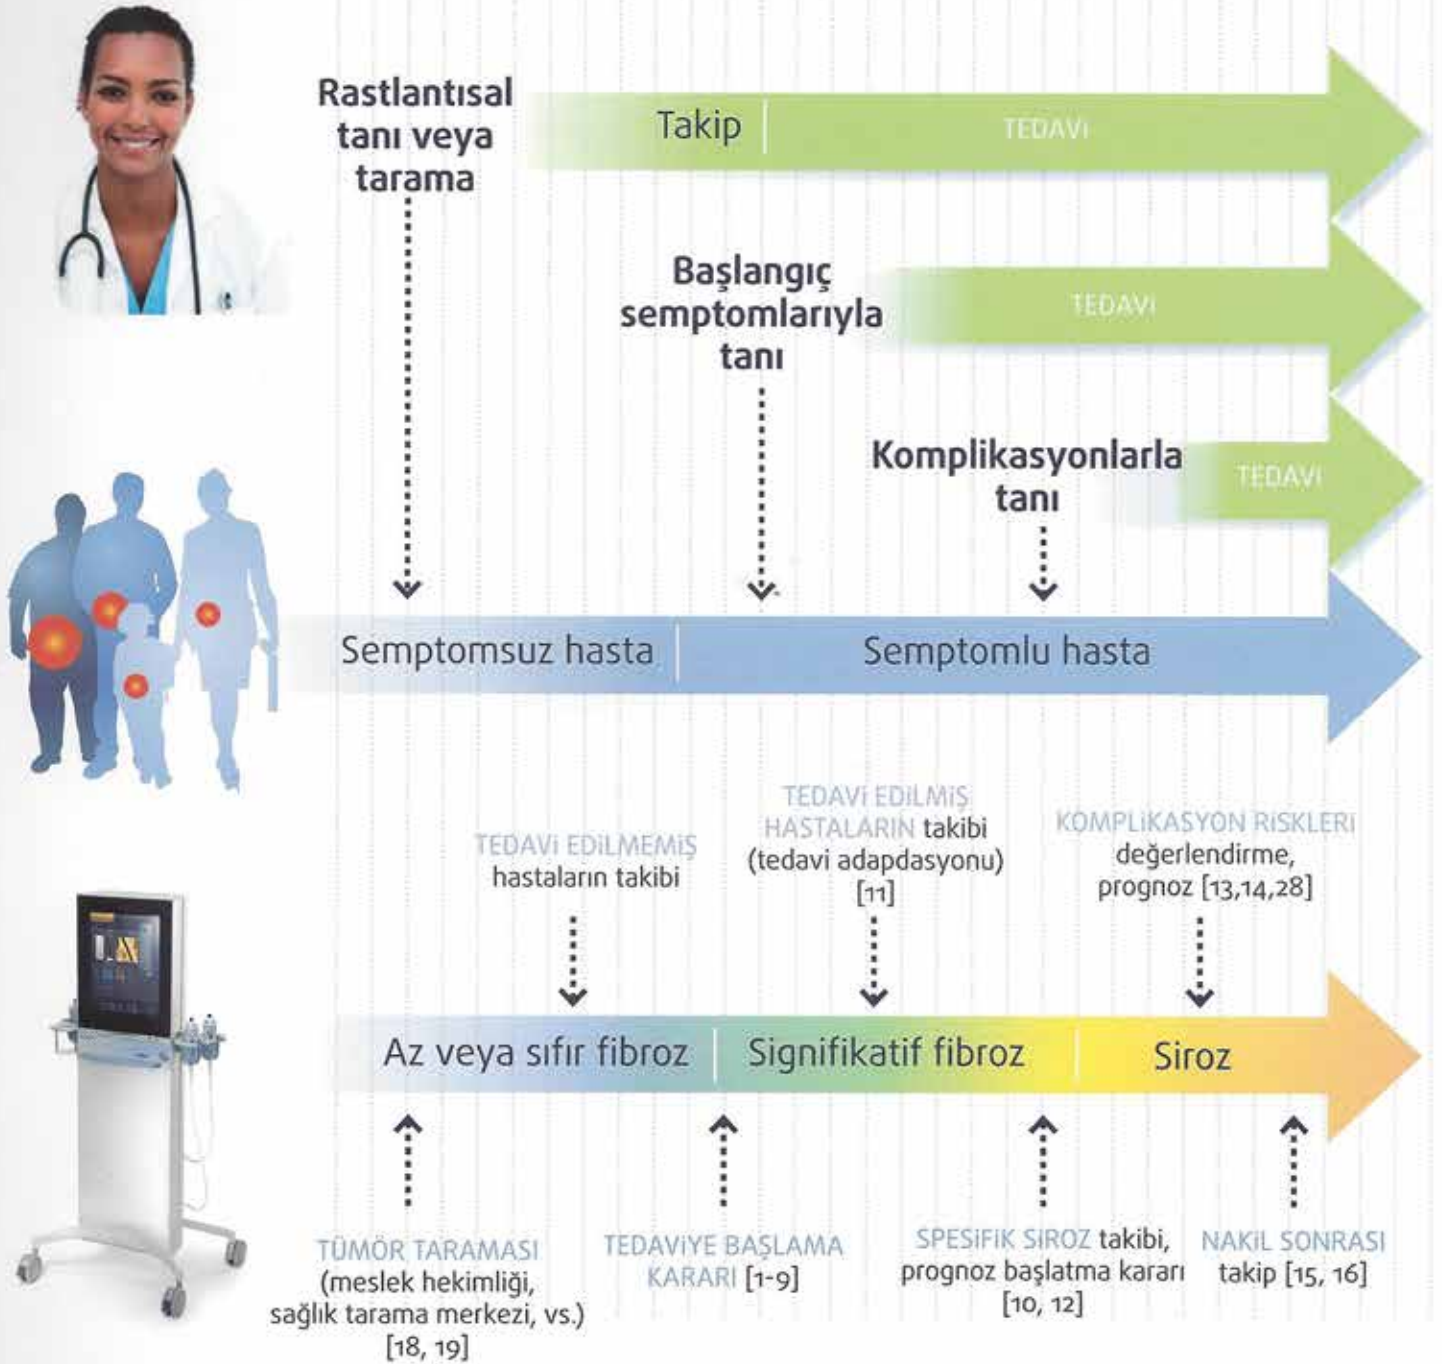 Rastlantısal
tanı veya
tarama
Takip
TEDAVİ
Başlangıç
semptomlarıyla
tanı
TEDAVİ
Komplikasyonlarla
tanı
TEDAVİ
Semptomsuz hasta
Semptomlu hasta
TEDAVİ EDİLMEMİŞ
hastaların takibi
TEDAVİ EDİLMİŞ
HASTALARIN takibi
(tedavi adapdasyonu)
[11]
KOMPLİKASYON RİSKLERİ
değerlendirme,
prognoz [13,14,28]
Az veya sıfır fibroz
Signifikatif fibroz
Siroz
TÜMÖR TARAMASI
(meslek hekimliği,
sağlık tarama merkezi, vs.)
[18, 19]
TEDAVİYE BAŞLAMA
KARARI [1-9]
SPESİFİK SİROZ takibi,
prognoz başlatma kararı
[10, 12]
NAKİL SONRASI
takip [15, 16]